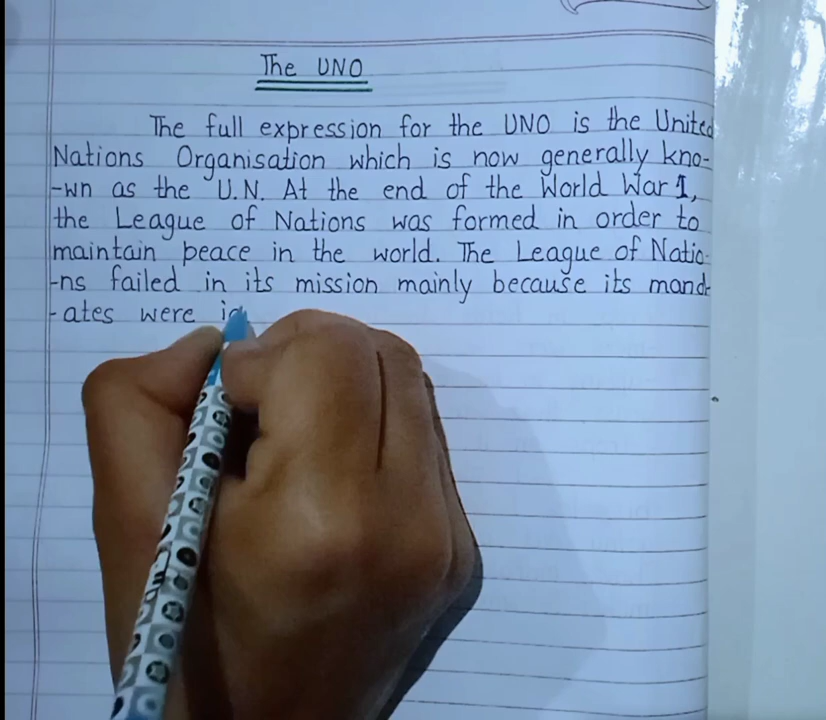 The UNO
The full expression for the UNO is the United
Nations Organisation which is now generally kno-
-wn as the U.N. At the end of the World War I,
the League of Nations was formed in order to
maintain peace in the world. The League of Natio-
-ns failed in its mission mainly because its mand-
-ates were